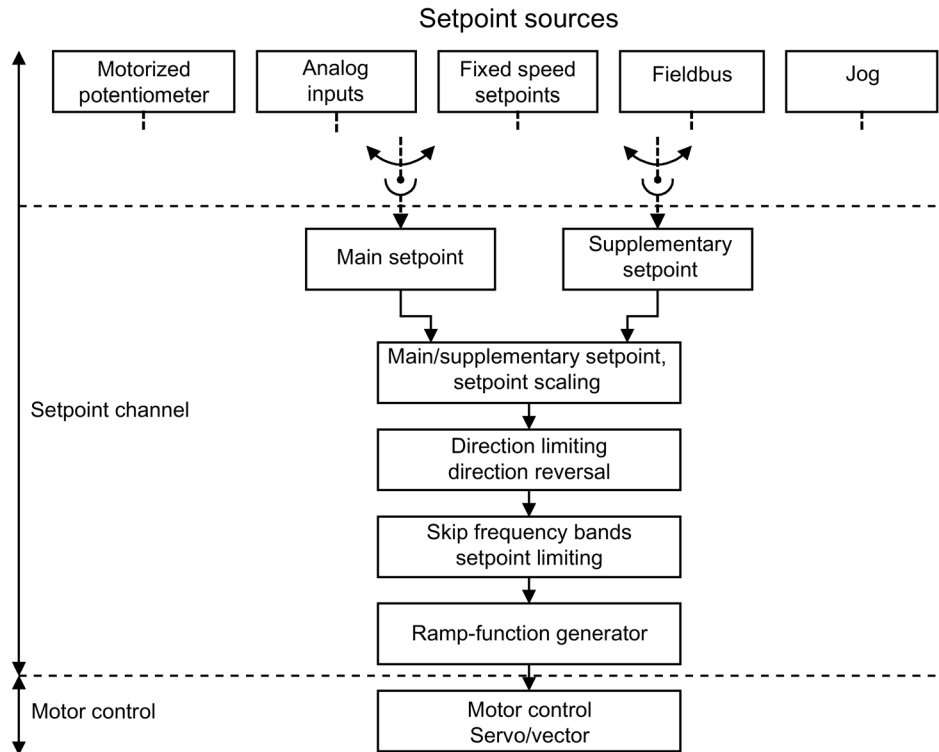 Setpoint sources
Motorized
potentiometer
Analog
inputs
Fixed speed
setpoints
Fieldbus
Jog
Main setpoint
Supplementary
setpoint
Main/supplementary setpoint,
setpoint scaling
Setpoint channel
Direction limiting
direction reversal
Skip frequency bands
setpoint limiting
Ramp-function generator
Motor control
Motor control
Servo/vector